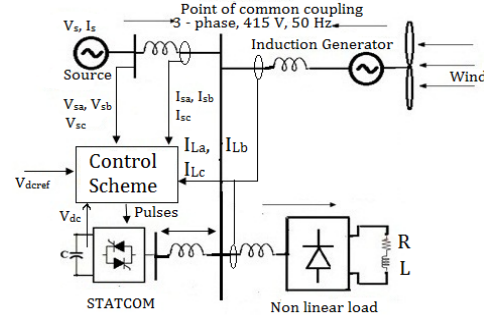 Point of common coupling
3 - phase, 415 V, 50 Hz
Vs, Is
Induction Generator
Source
Wind
Vsa, Vsb
Vsc
Isa, Isb
Isc
ILa, ILb
ILc
Control
Scheme
Vdcref
Vdc
Pulses
C
R
L
STATCOM
Non linear load